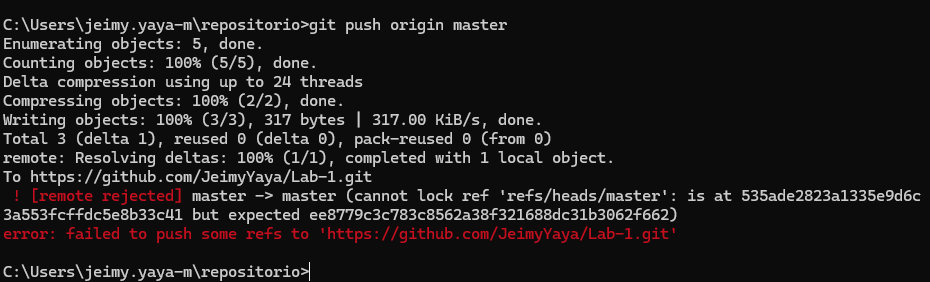 C:\Users\jeimy.yaya-m\repositorio>git push origin master
Enumerating objects: 5, done.
Counting objects: 100% (5/5), done.
Delta compression using up to 24 threads
Compressing objects: 100% (2/2), done.
Writing objects: 100% (3/3), 317 bytes | 317.00 KiB/s, done.
Total 3 (delta 1), reused 0 (delta 0), pack-reused 0 (from 0)
remote: Resolving deltas: 100% (1/1), completed with 1 local object.
To https://github.com/JeimyYaya/Lab-1.git
 ! [remote rejected] master -> master (cannot lock ref 'refs/heads/master': is at 535ade2823a1335e9d6c
3a553fcffdc5e8b33c41 but expected ee8779c3c783c8562a38f321688dc31b3062f662)
error: failed to push some refs to 'https://github.com/JeimyYaya/Lab-1.git'
C:\Users\jeimy.yaya-m\repositorio>